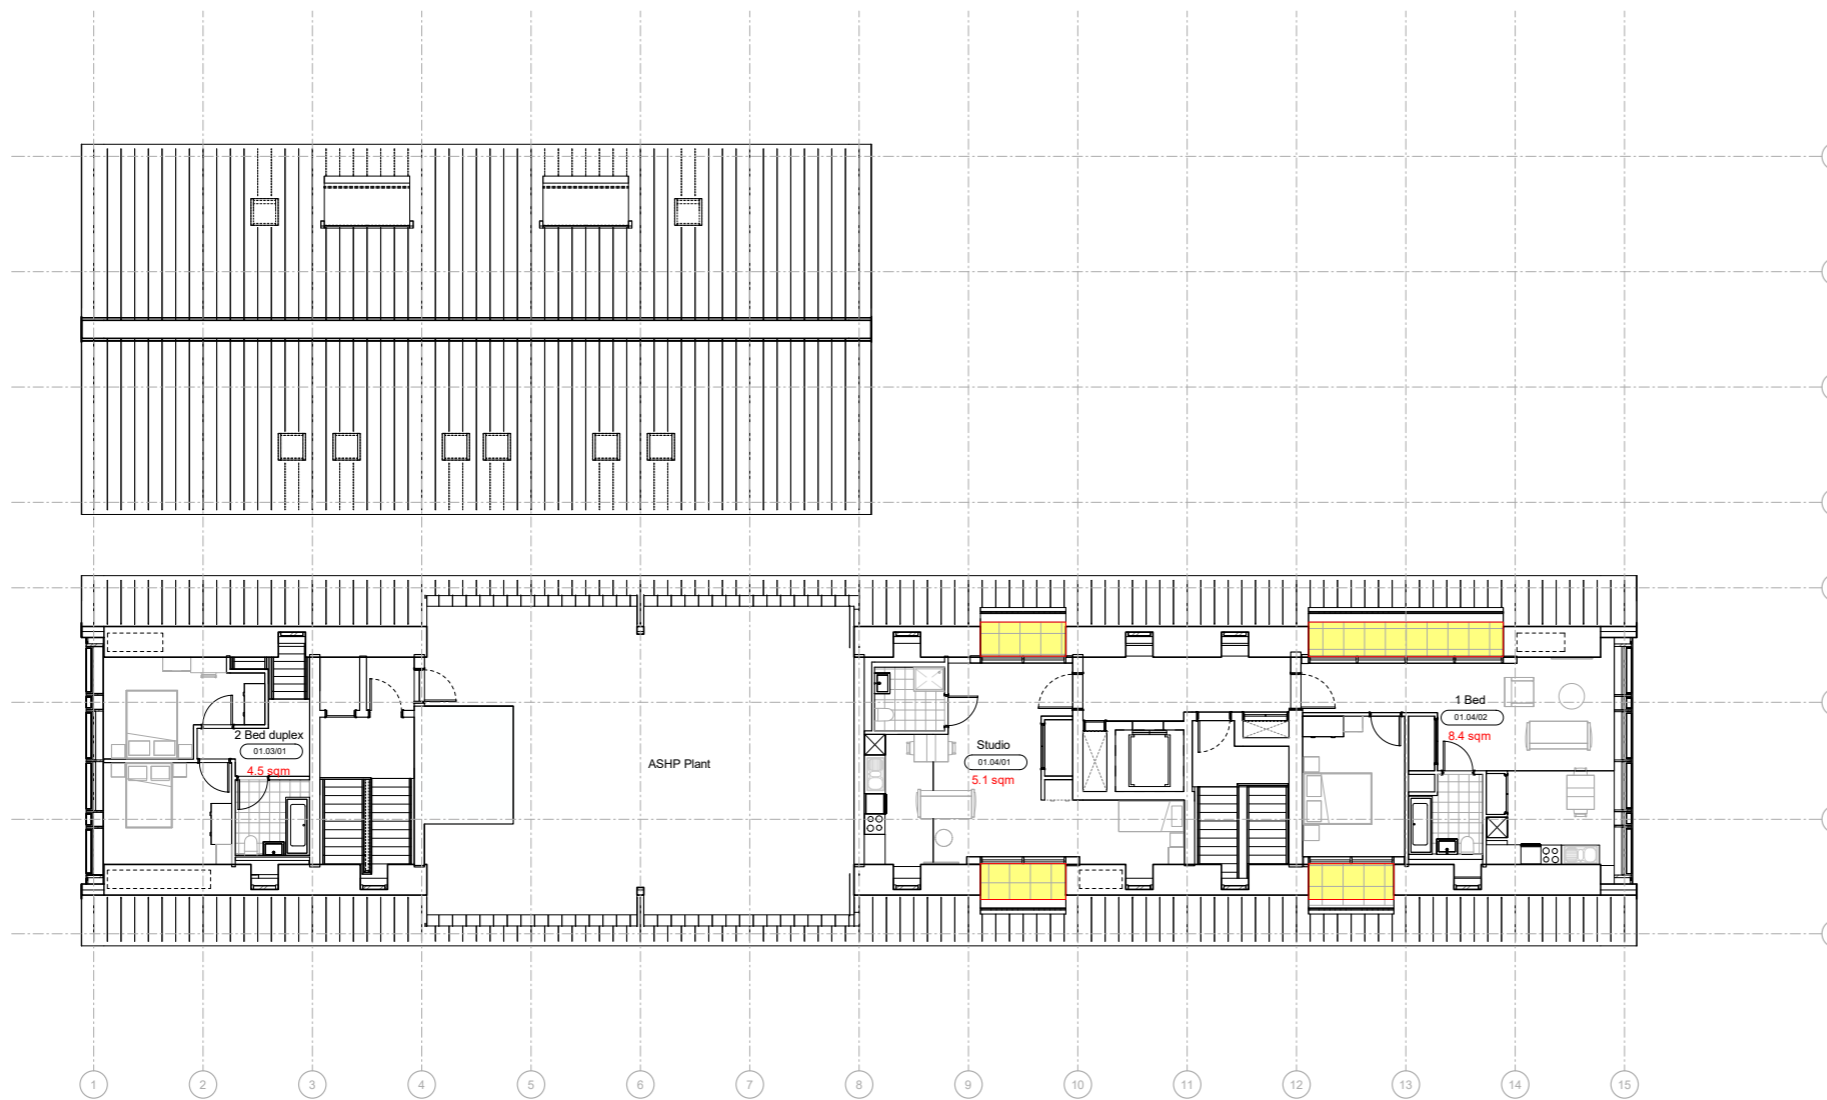 2 Bed duplex
01.03/01
4.5 sqm
ASHP Plant
Studio
01.04/01
5.1 sqm
1 Bed
01.04/02
8.4 sqm
1 2 3 4 5 6 7 8 9 10 11 12 13 14 15